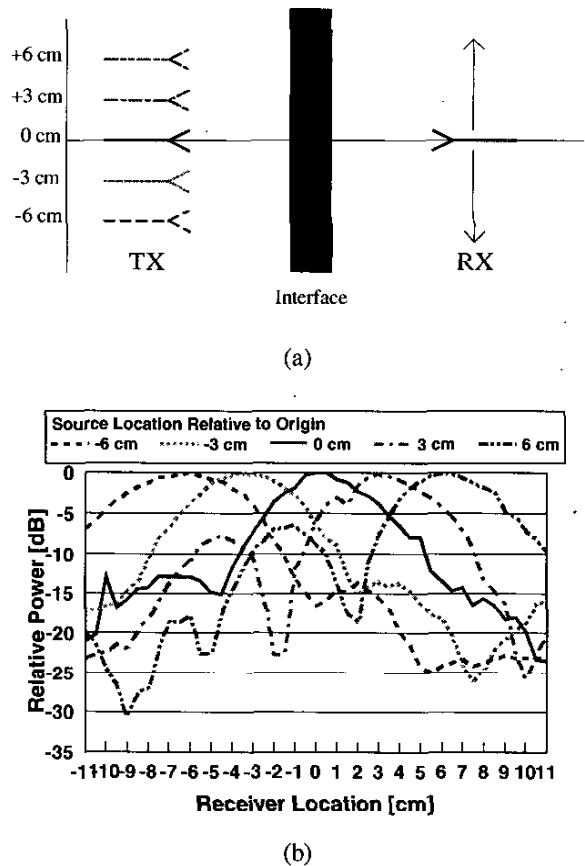 +6 cm
+3 cm
0 cm
-3 cm
-6 cm
TX
RX
Interface
(a)
Source Location Relative to Origin
-6 cm -3 cm 0 cm 3 cm 6 cm
0
-5
-10
-15
-20
-25
-30
-35
Relative Power [dB]
-11-10-9 -8 -7 -6 -5 -4 -3 -2 -1 0 1 2 3 4 5 6 7 8 9 1011
Receiver Location [cm]
(b)